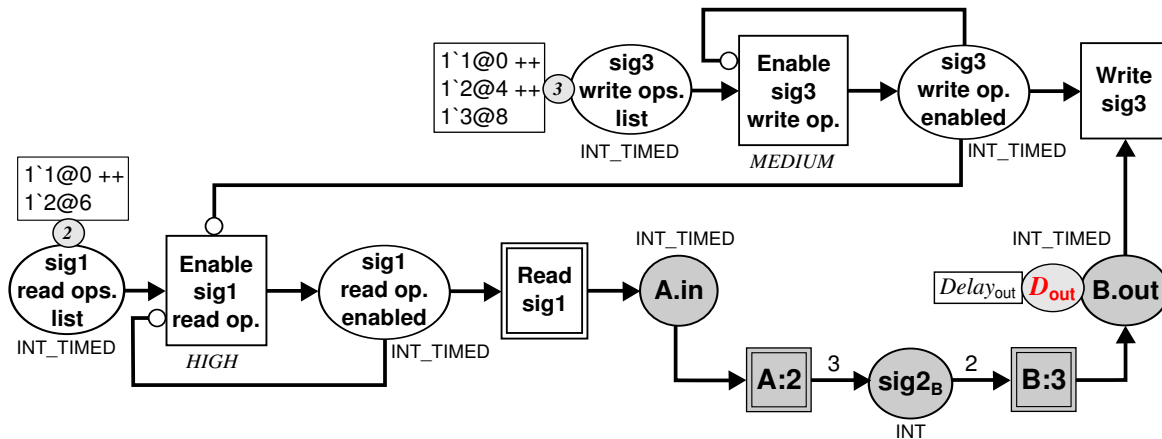 1`1@0 ++
1`2@4 ++
1`3@8
3
sig3
write ops.
list
INT_TIMED
Enable
sig3
write op.
MEDIUM
sig3
write op.
enabled
INT_TIMED
Write
sig3
1`1@0 ++
1`2@6
2
sig1
read ops.
list
INT_TIMED
Enable
sig1
read op.
HIGH
sig1
read op.
enabled
INT_TIMED
Read
sig1
INT_TIMED
A.in
INT_TIMED
Delayout
Dout
B.out
A:2
3
sig2B
INT
2
B:3